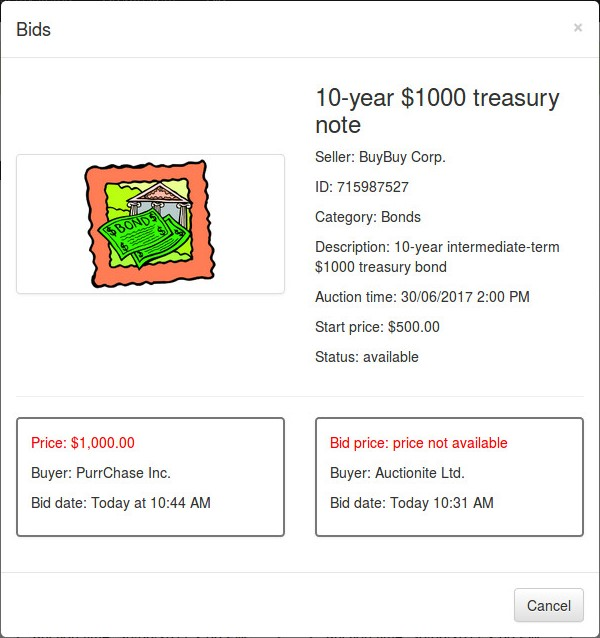 Bids
×
10-year $1000 treasury
note
Seller: BuyBuy Corp.
ID: 715987527
Category: Bonds
Description: 10-year intermediate-term
$1000 treasury bond
Auction time: 30/06/2017 2:00 PM
Start price: $500.00
Status: available
$BOND$
$
$
$
$
Price: $1,000.00
Buyer: PurrChase Inc.
Bid date: Today at 10:44 AM
Bid price: price not available
Buyer: Auctionite Ltd.
Bid date: Today 10:31 AM
Cancel